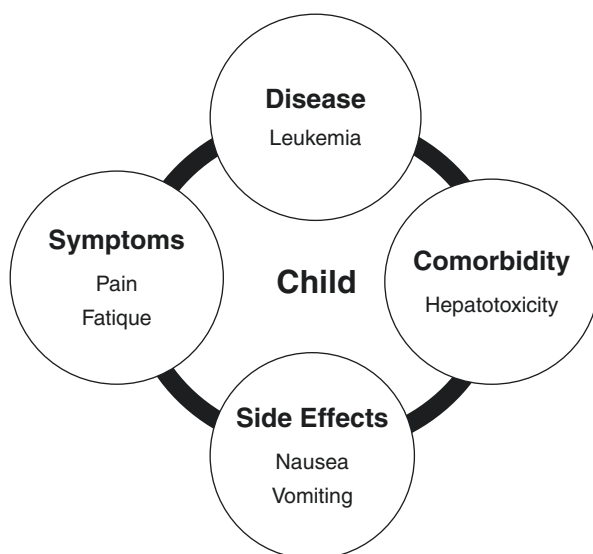 Disease
Leukemia
Symptoms
Pain
Fatique
Child
Comorbidity
Hepatotoxicity
Side Effects
Nausea
Vomiting